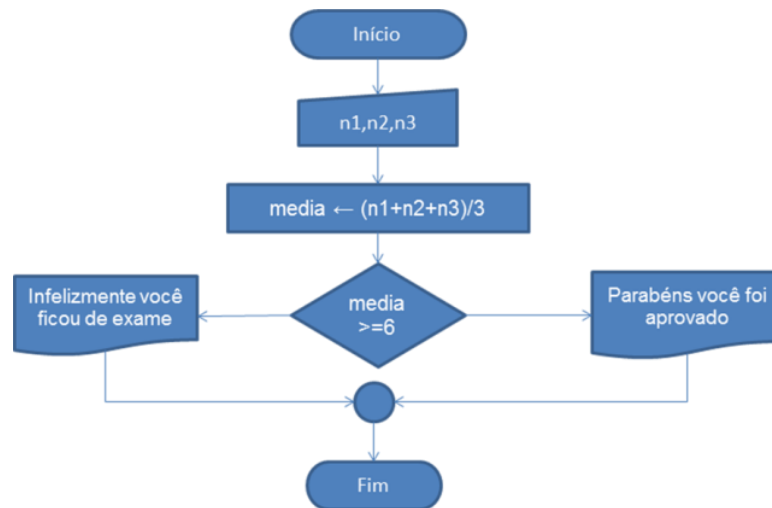 Início
n1,n2,n3
media ← (n1+n2+n3)/3
media
>=6
Infelizmente você
ficou de exame
Parabéns você foi
aprovado
Fim